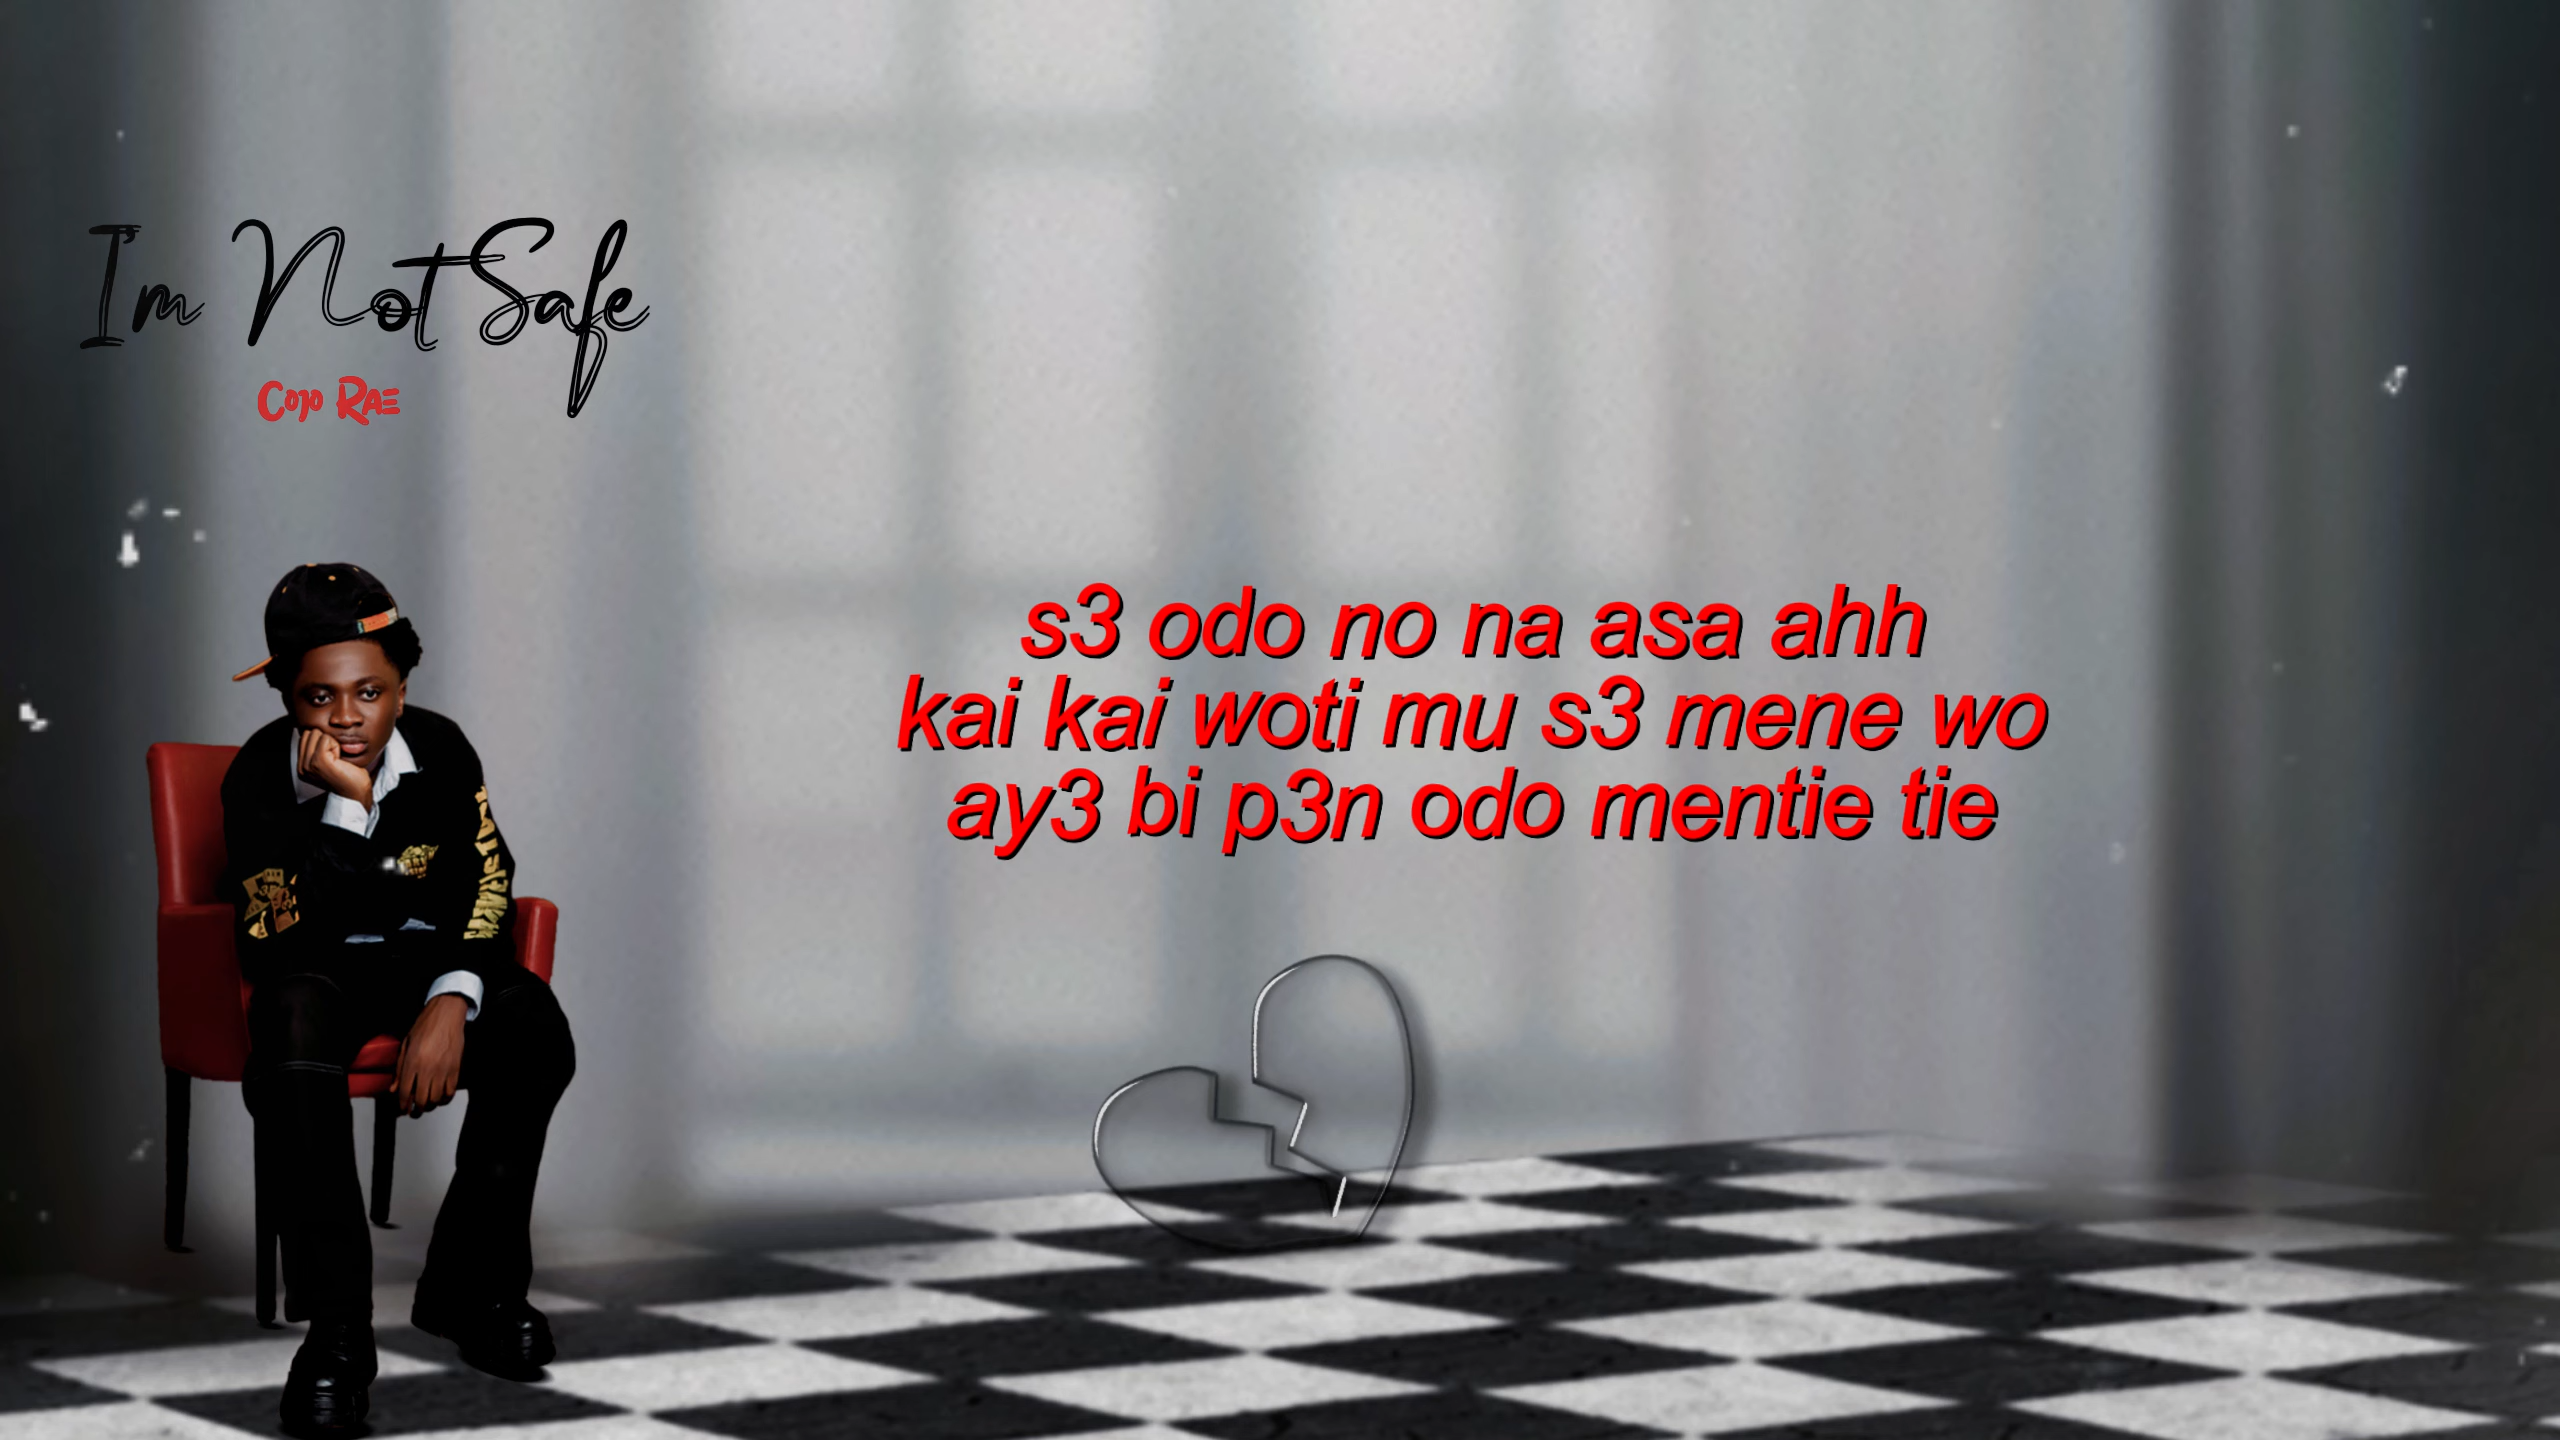 I'm Not Safe
Cojo Rae
s3 odo no na asa ahh
kai kai woti mu s3 mene wo
ay3 bi p3n odo mentie tie